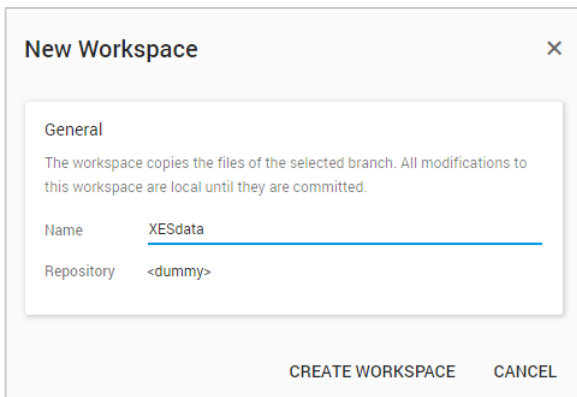 New Workspace
General
The workspace copies the files of the selected branch. All modifications to
this workspace are local until they are committed.
Name XESdata
Repository <dummy>
CREATE WORKSPACE CANCEL